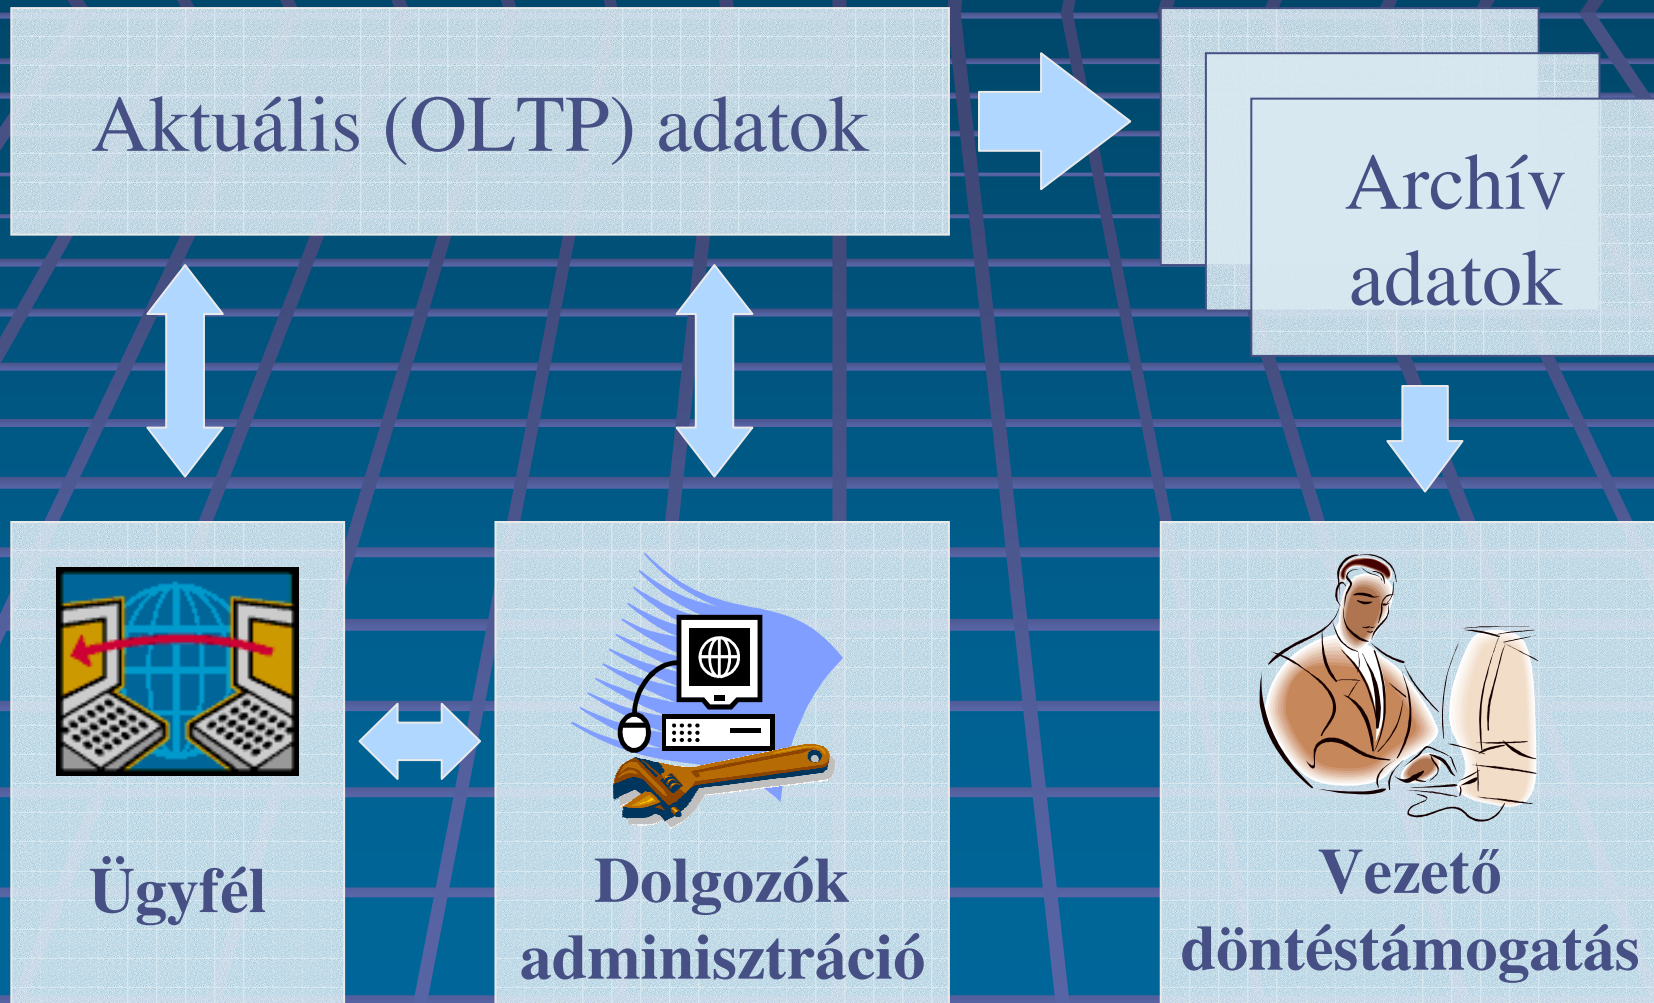 Aktuális (OLTP) adatok
Archív
adatok
Ügyfél
Dolgozók
adminisztráció
Vezető
döntéstámogatás